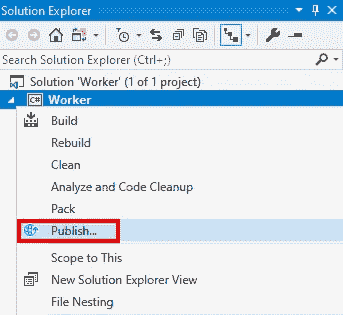 Solution Explorer
Search Solution Explorer (Ctrl+;)
Solution 'Worker' (1 of 1 project)
C# Worker
Build
Rebuild
Clean
Analyze and Code Cleanup
Pack
Publish...
Scope to This
New Solution Explorer View
File Nesting